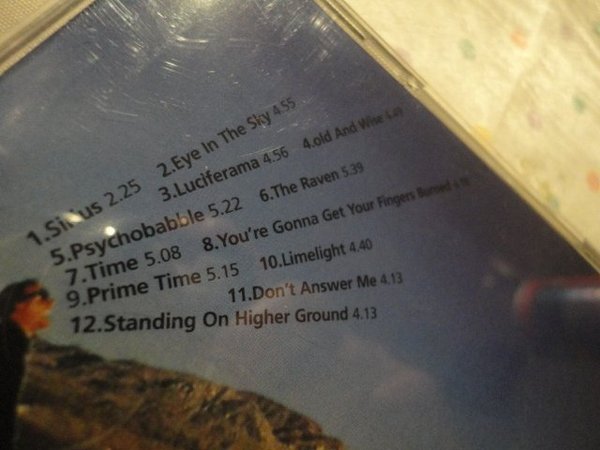 1.Sirius 2.25 2.Eye In The Sky 4.55
3.Luciferama 4.56 4.old And Wise 4.49
5.Psychobabble 5.22 6.The Raven 5.39
7.Time 5.08 8.You're Gonna Get Your Fingers Burned
9.Prime Time 5.15 10.Limelight 4.40
11.Don't Answer Me 4.13
12.Standing On Higher Ground 4.13